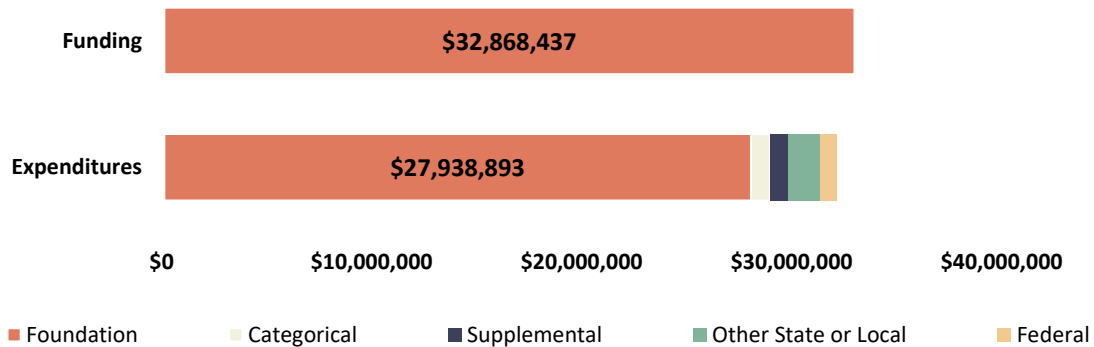 Funding
$32,868,437
Expenditures
$27,938,893
$0 $10,000,000 $20,000,000 $30,000,000 $40,000,000
Foundation Categorical Supplemental Other State or Local Federal